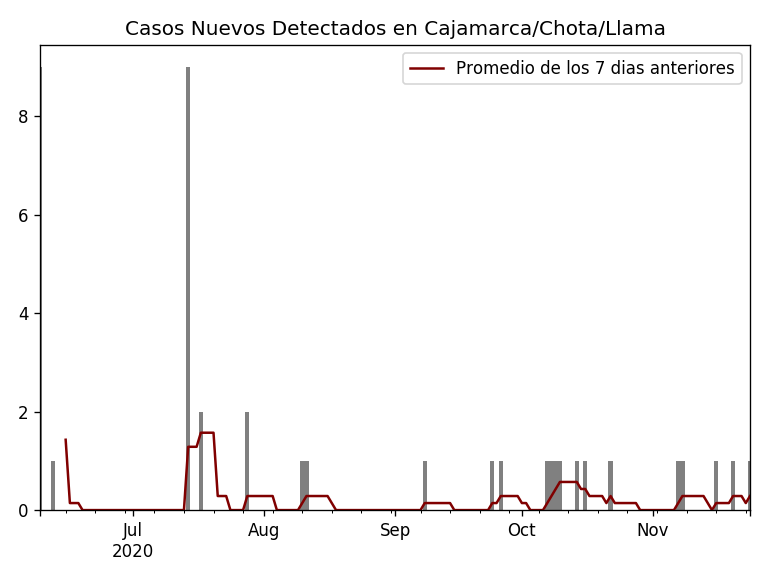 Casos Nuevos Detectados en Cajamarca/Chota/Llama
Promedio de los 7 dias anteriores
8
6
4
2
0
Jul
2020
Aug
Sep
Oct
Nov